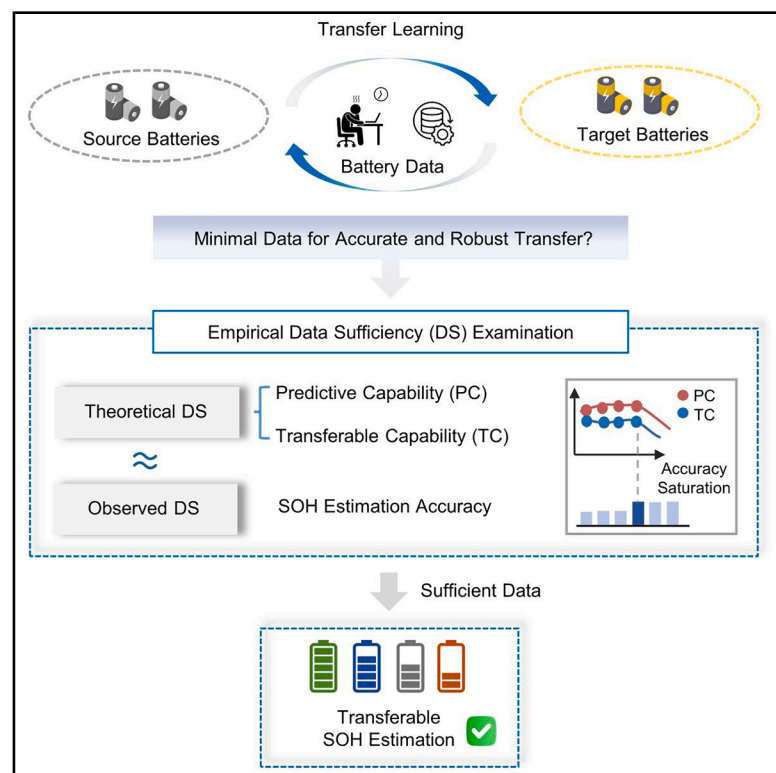 Transfer Learning
Source Batteries
Battery Data
Target Batteries
Minimal Data for Accurate and Robust Transfer?
Empirical Data Sufficiency (DS) Examination
Theoretical DS
Predictive Capability (PC)
Transferable Capability (TC)
≈
Observed DS
SOH Estimation Accuracy
PC
TC
Accuracy
Saturation
Sufficient Data
Transferable
SOH Estimation